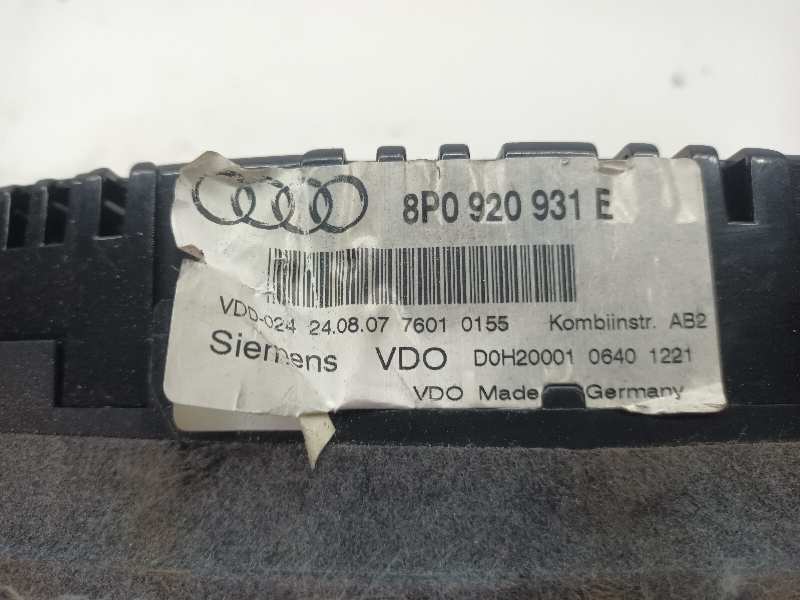 8P0 920 931 E
VDD-024 24.08.07 7601 0155 Kombiinstr. AB2
Siemens VDO D0H20001 0640 1221
VDO Made Germany